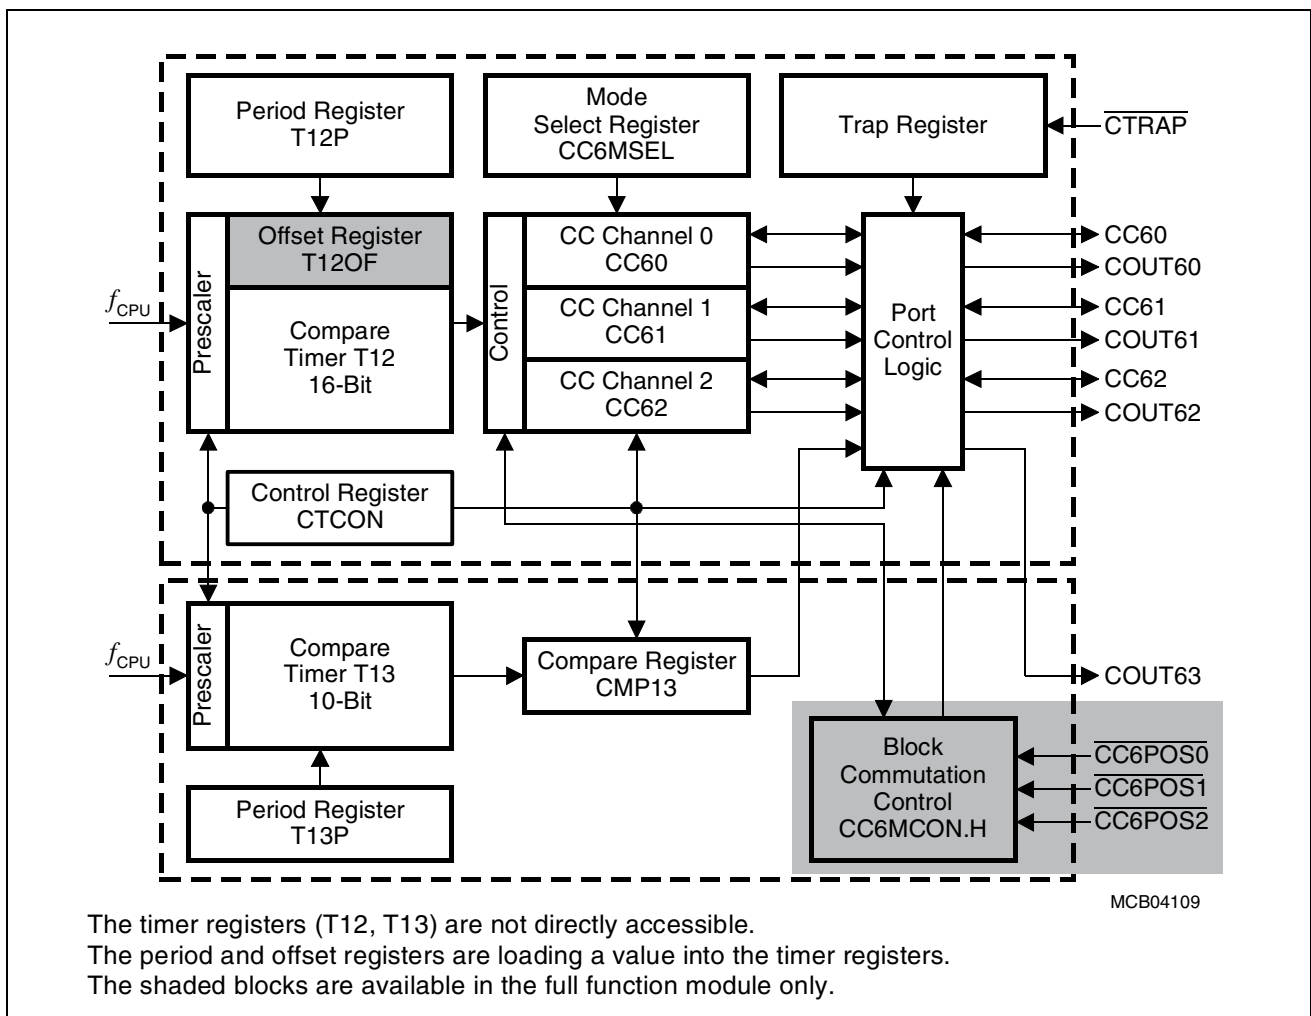 Period Register
T12P
Mode
Select Register
CC6MSEL
Trap Register
CTRAP
Prescaler
Offset Register
T12OF
Compare
Timer T12
16-Bit
fCPU
Control
CC Channel 0
CC60
CC Channel 1
CC61
CC Channel 2
CC62
Port
Control
Logic
CC60
COUT60
CC61
COUT61
CC62
COUT62
Control Register
CTCON
fCPU
Prescaler
Compare
Timer T13
10-Bit
Compare Register
CMP13
COUT63
Period Register
T13P
Block
Commutation
Control
CC6MCON.H
CC6POS0
CC6POS1
CC6POS2
MCB04109
The timer registers (T12, T13) are not directly accessible.
The period and offset registers are loading a value into the timer registers.
The shaded blocks are available in the full function module only.